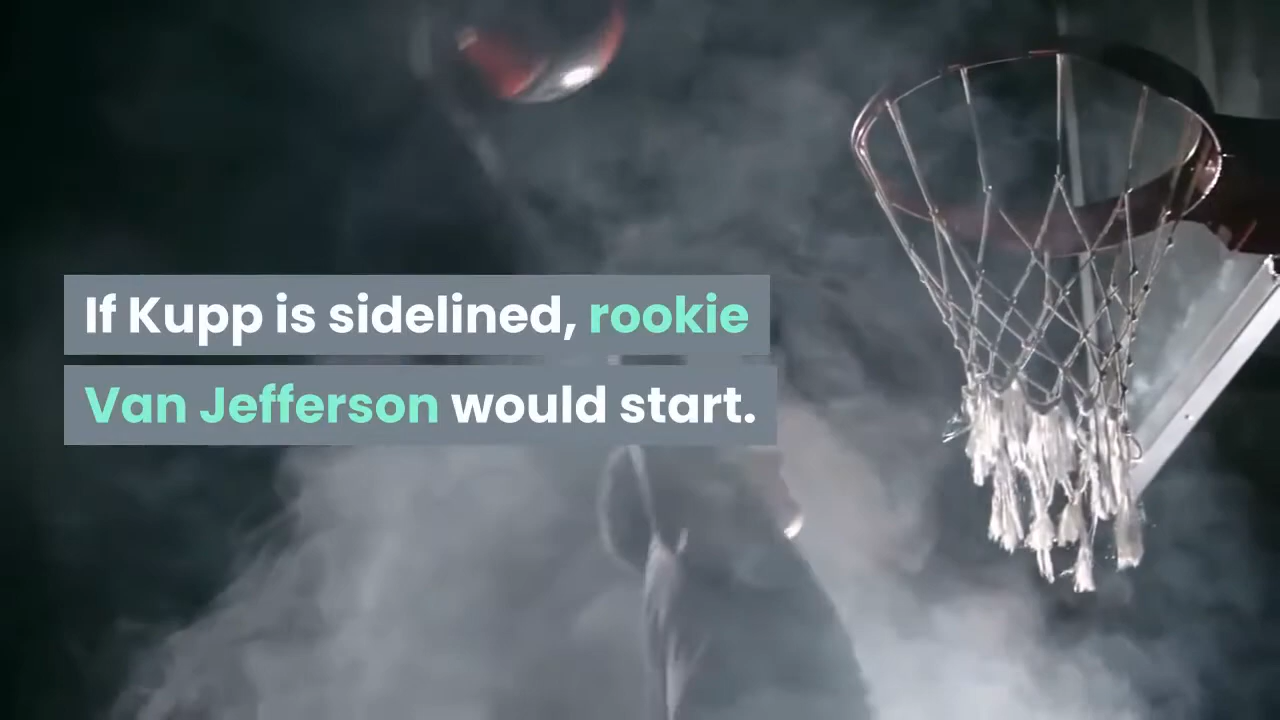 If Kupp is sidelined, rookie
Van Jefferson would start.